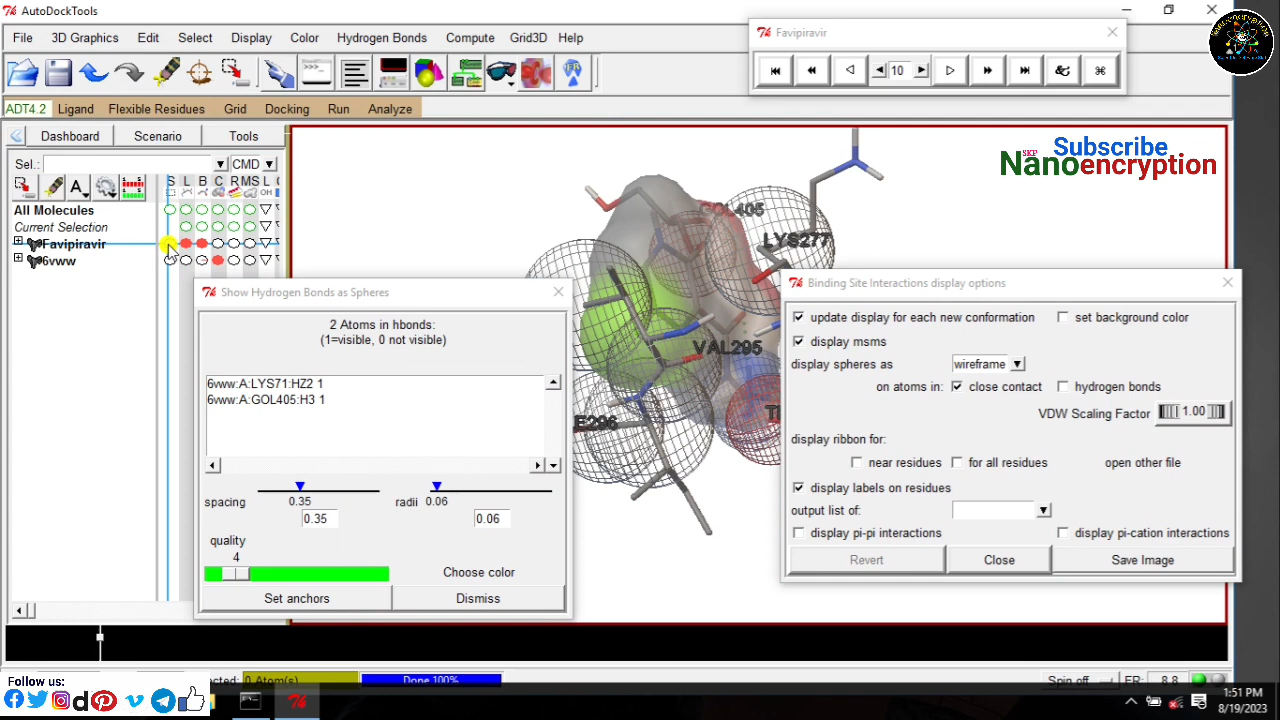 AutoDockTools
File 3D Graphics Edit Select Display Color Hydrogen Bonds Compute Grid3D Help
Favipiravir
10
ADT4.2 Ligand Flexible Residues Grid Docking Run Analyze
Dashboard Scenario Tools
Sel.: CMD
S L B C R MS L C
All Molecules
Current Selection
Favipiravir
6vww
Subscribe
SKP
Nanoencryption
GOL405
LYS277
VAL295
E296
Show Hydrogen Bonds as Spheres
2 Atoms in hbonds:
(1=visible, 0 not visible)
6vww:A:LYS71:HZ2 1
6vww:A:GOL405:H3 1
spacing 0.35 radii 0.06
0.35 0.06
quality
4
Choose color
Set anchors Dismiss
Binding Site Interactions display options
update display for each new conformation set background color
display msms
display spheres as wireframe
on atoms in: close contact hydrogen bonds
VDW Scaling Factor 1.00
display ribbon for:
near residues for all residues open other file
display labels on residues
output list of:
display pi-pi interactions display pi-cation interactions
Revert Close Save Image
0 Atom(s) Done 100% Spin off FR: 8.8
Follow us:
1:51 PM
8/19/2023